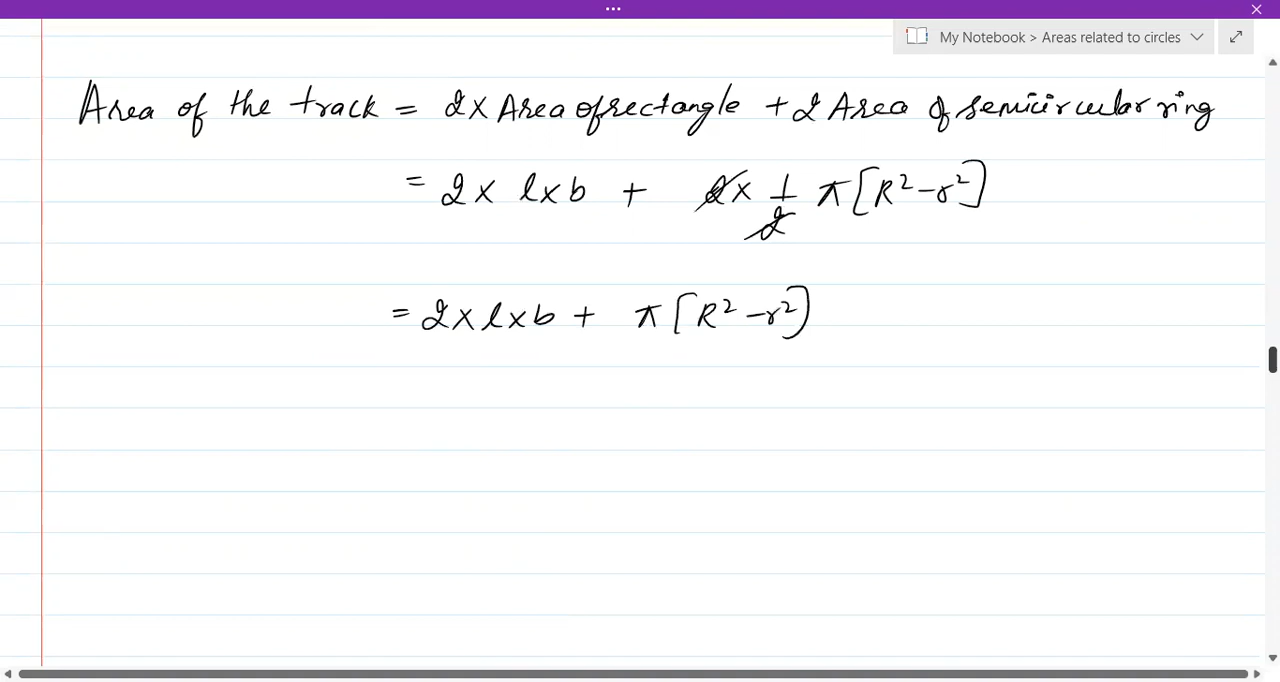 My Notebook > Areas related to circles
Area of the track = 2 x Area of rectangle + 2 Area of semicircular ring
= 2 x l x b + 2 x 1/2 π [R² - r²]
= 2 x l x b + π [R² - r²]